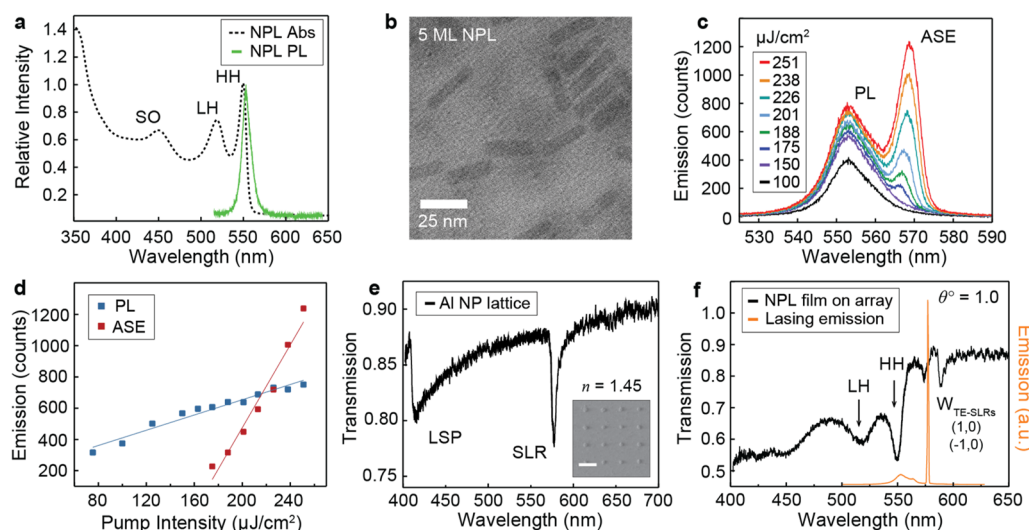 a
NPL Abs
NPL PL
Relative Intensity
1.4
1.2
1.0
0.8
0.6
0.4
0.2
SO
LH
HH
350 400 450 500 550 600 650
Wavelength (nm)
b
5 ML NPL
25 nm
c
μJ/cm²
251
238
226
201
188
175
150
100
PL
ASE
Emission (counts)
1200
1000
800
600
400
200
0
530 540 550 560 570 580 590
Wavelength (nm)
d
PL
ASE
Emission (counts)
1200
1000
800
600
400
200
0
60 90 120 150 180 210 240
Pump Intensity (μJ/cm²)
e
Al NP lattice
Transmission
0.90
0.85
0.80
0.75
LSP
SLR
n = 1.45
400 450 500 550 600 650 700
Wavelength (nm)
f
NPL film on array
Lasing emission
θ° = 1.0
Transmission
1.0
0.9
0.8
0.7
0.6
0.5
LH
HH
W TE-SLRs
(1,0)
(-1,0)
Emission (a.u.)
400 450 500 550 600 650
Wavelength (nm)